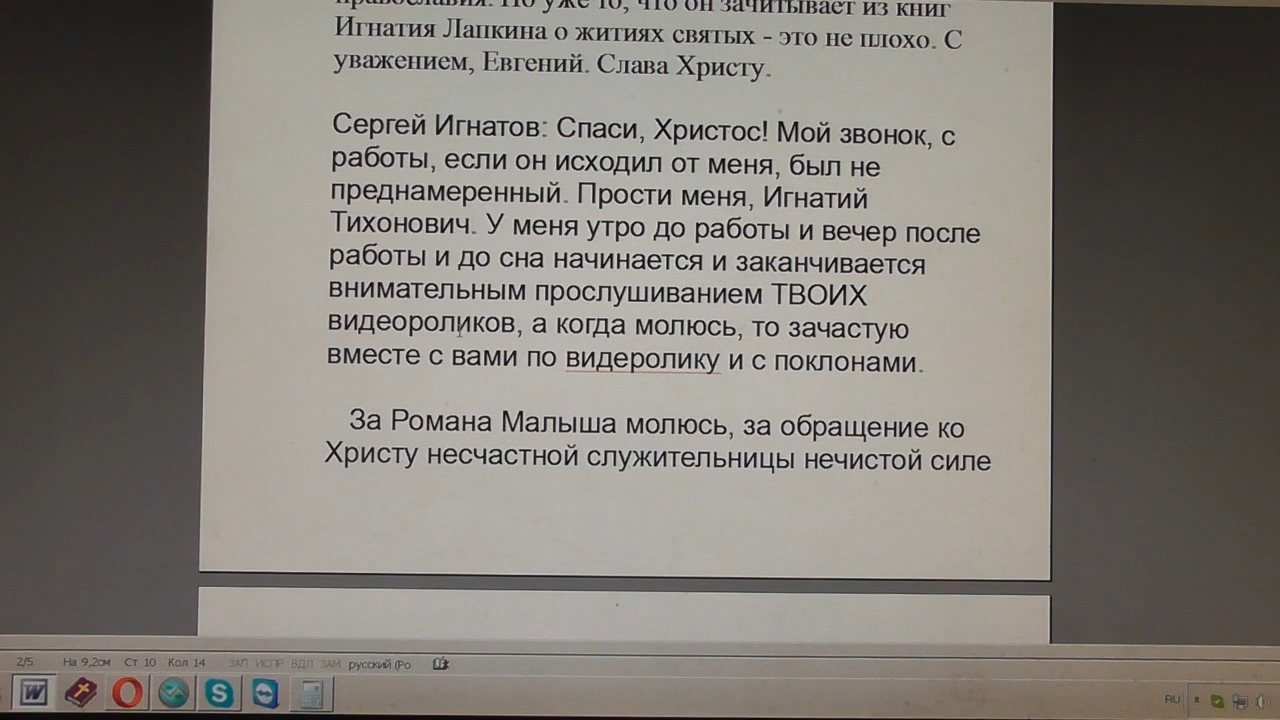 православия. Но уже то, что он зачитывает из книг
Игнатия Лапкина о житиях святых - это не плохо. С
уважением, Евгений. Слава Христу.
Сергей Игнатов: Спаси, Христос! Мой звонок, с
работы, если он исходил от меня, был не
преднамеренный. Прости меня, Игнатий
Тихонович. У меня утро до работы и вечер после
работы и до сна начинается и заканчивается
внимательным прослушиванием ТВОИХ
видеороликов, а когда молюсь, то зачастую
вместе с вами по видеролику и с поклонами.
За Романа Малыша молюсь, за обращение ко
Христу несчастной служительницы нечистой силе
2/5 На 9,2см Ст 10 Кол 14 ЗАП ИСПР ВДЛ ЗАМ русский (Ро
W S RU